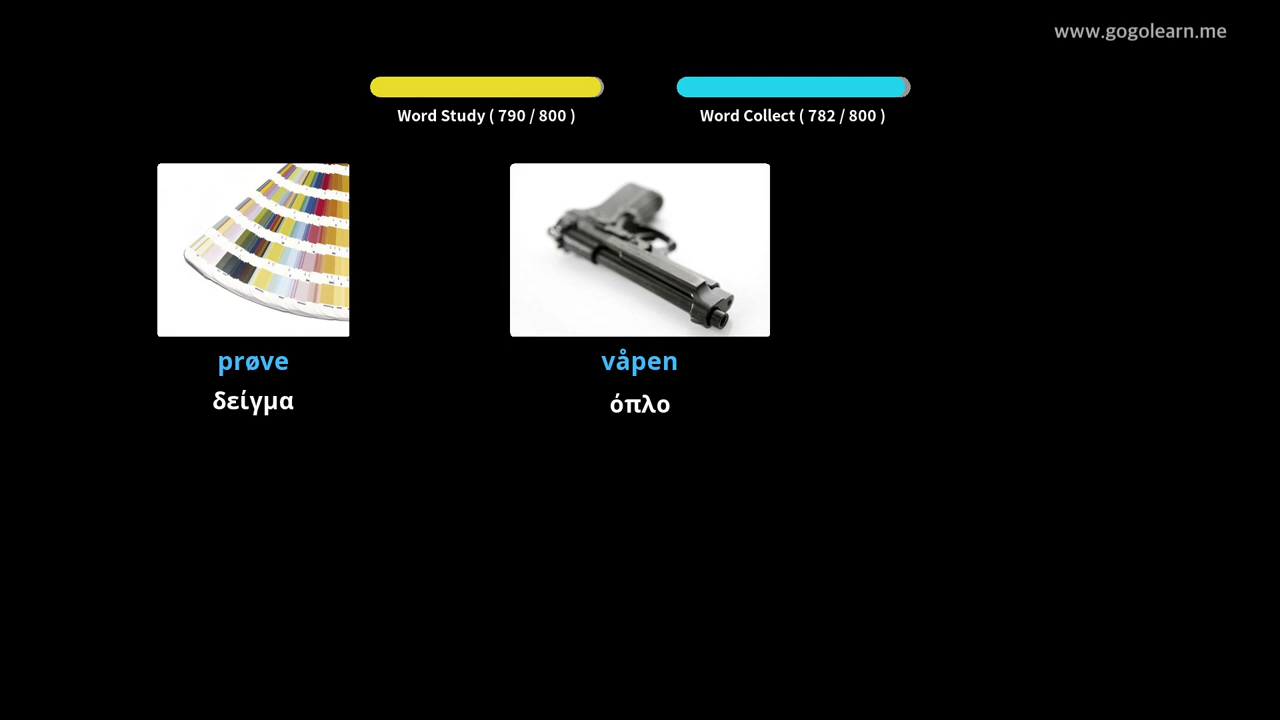 www.gogolearn.me
Word Study ( 790 / 800 )
Word Collect ( 782 / 800 )
prøve
δείγμα
våpen
όπλο